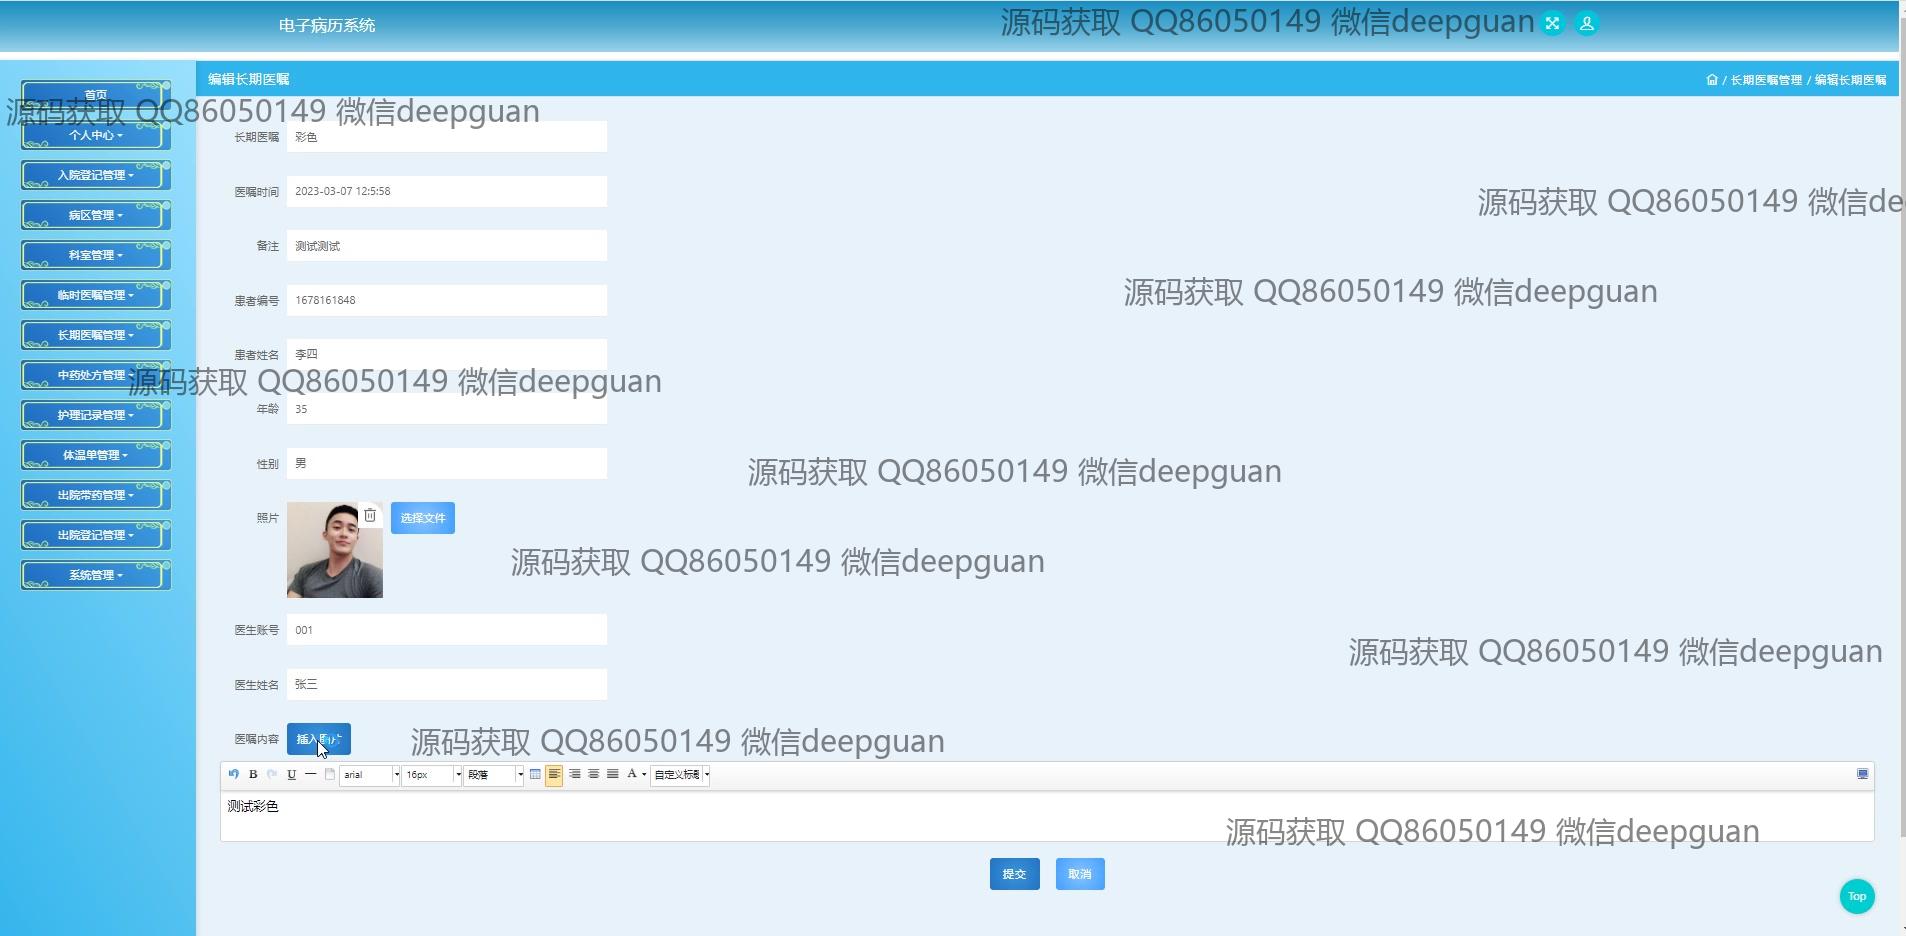 电子病历系统
源码获取 QQ86050149 微信deepguan
编辑长期医嘱
/ 长期医嘱管理 / 编辑长期医嘱
首页
源码获取 QQ86050149 微信deepguan
个人中心
入院登记管理
病区管理
科室管理
临时医嘱管理
长期医嘱管理
中药处方管理
护理记录管理
体温单管理
出院带药管理
出院登记管理
系统管理
长期医嘱 彩色
医嘱时间 2023-03-07 12:5:58
源码获取 QQ86050149 微信de
备注 测试测试
患者编号 1678161848
源码获取 QQ86050149 微信deepguan
患者姓名 李四
源码获取 QQ86050149 微信deepguan
年龄 35
性别 男
源码获取 QQ86050149 微信deepguan
照片 选择文件
源码获取 QQ86050149 微信deepguan
医生账号 001
源码获取 QQ86050149 微信deepguan
医生姓名 张三
医嘱内容 插入图片
源码获取 QQ86050149 微信deepguan
B U arial 16px 段落 A 自定义标题
测试彩色
源码获取 QQ86050149 微信deepguan
提交 取消
Top